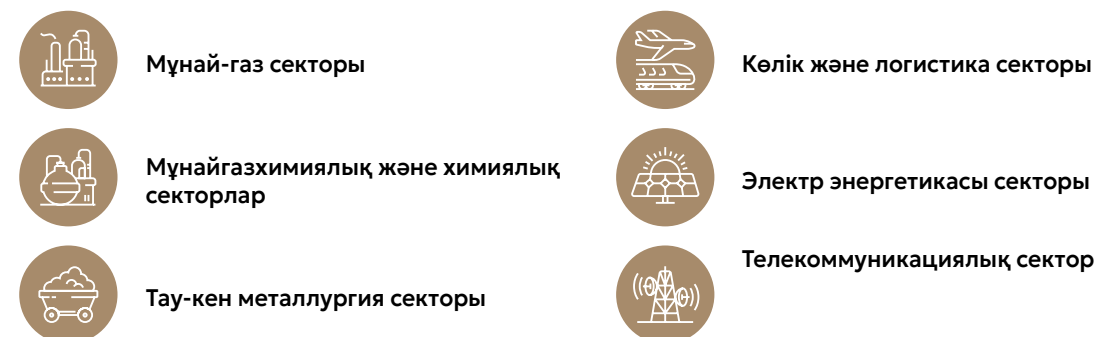 Мұнай-газ секторы
Мұнайгазхимиялық және химиялық
секторлар
Тау-кен металлургия секторы
Көлік және логистика секторы
Электр энергетикасы секторы
Телекоммуникациялық сектор